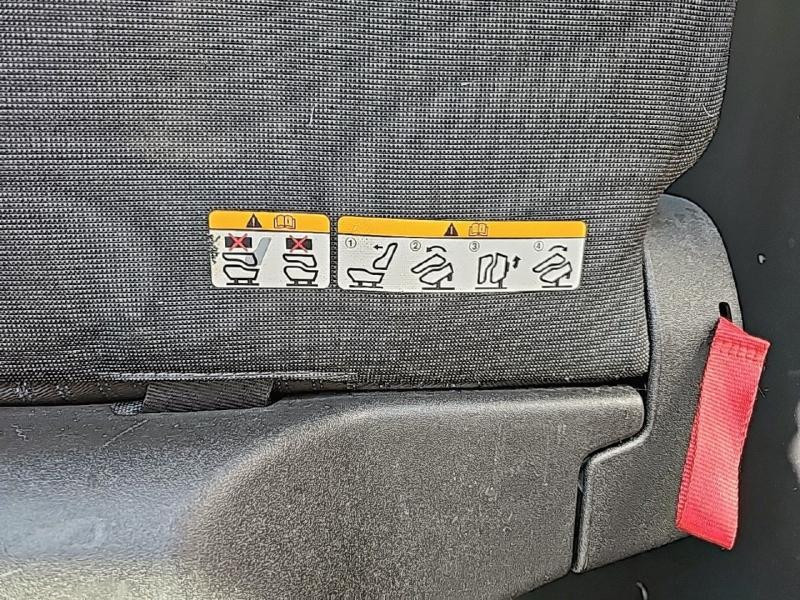 ① ② ③ ④